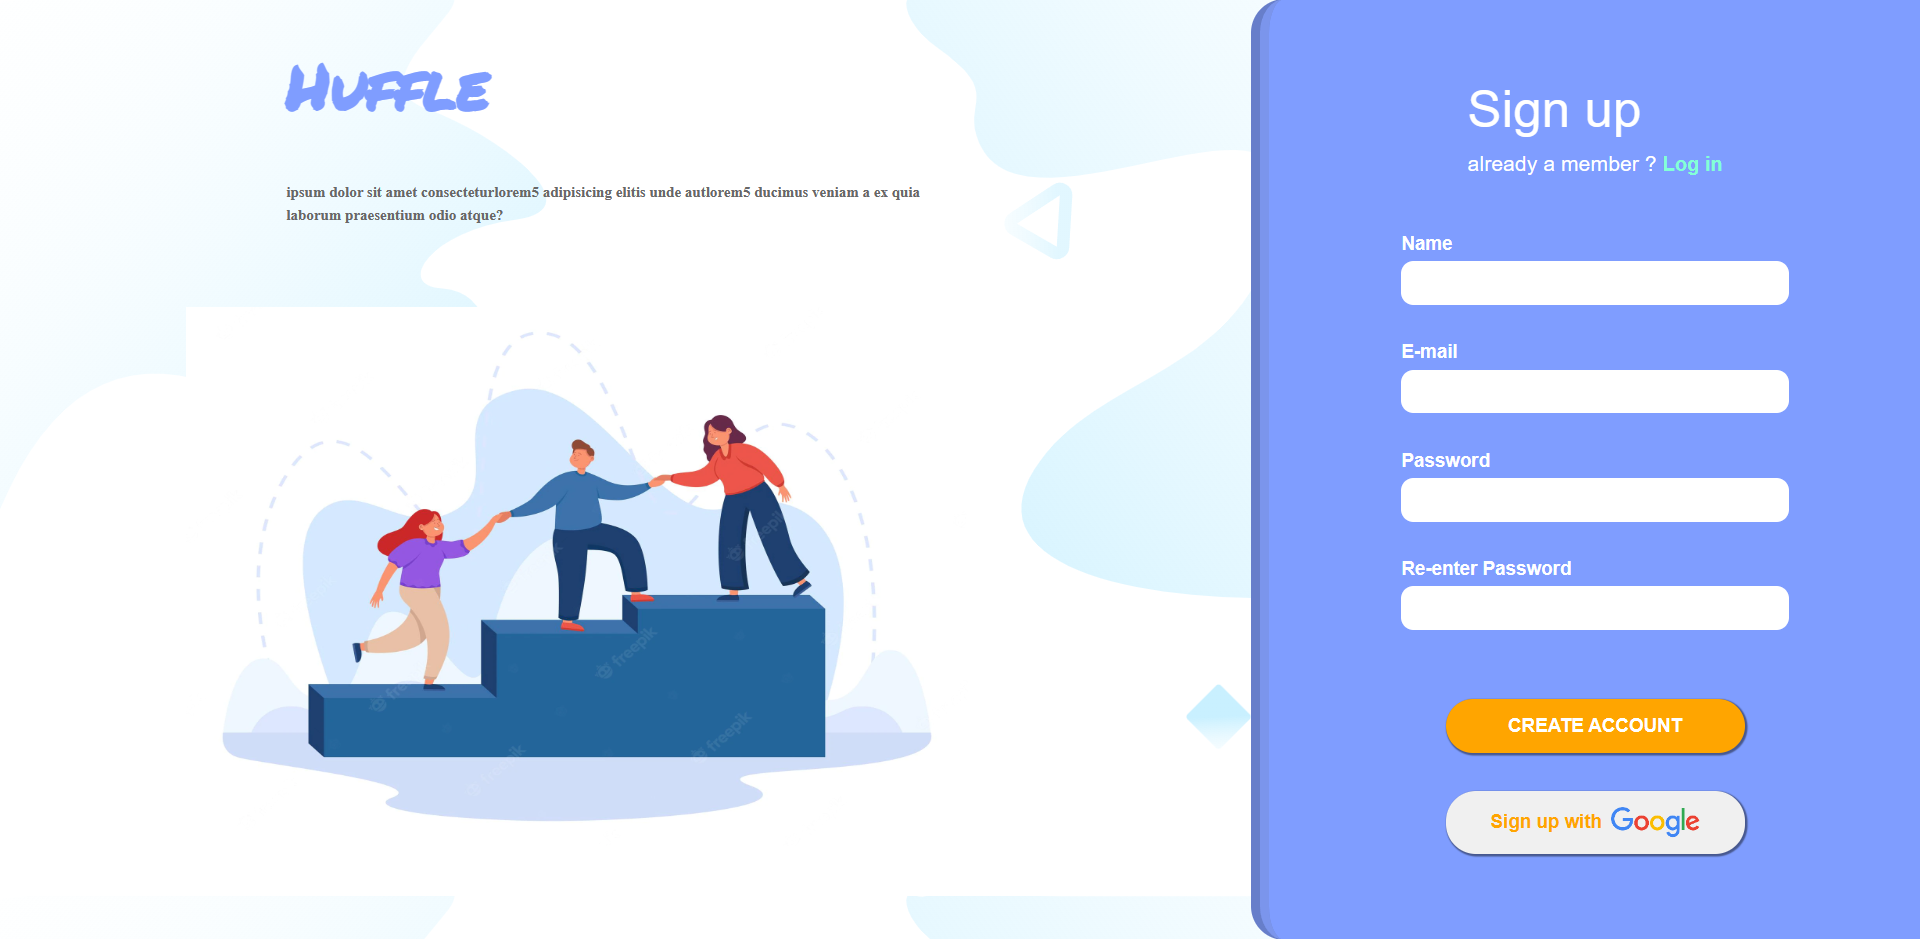 Huffle
ipsum dolor sit amet consecteturlorem5 adipisicing elitis unde autlorem5 ducimus veniam a ex quia
laborum praesentium odio atque?
freepik
freepik
freepik
Sign up
already a member ? Log in
Name
E-mail
Password
Re-enter Password
CREATE ACCOUNT
Sign up with Google